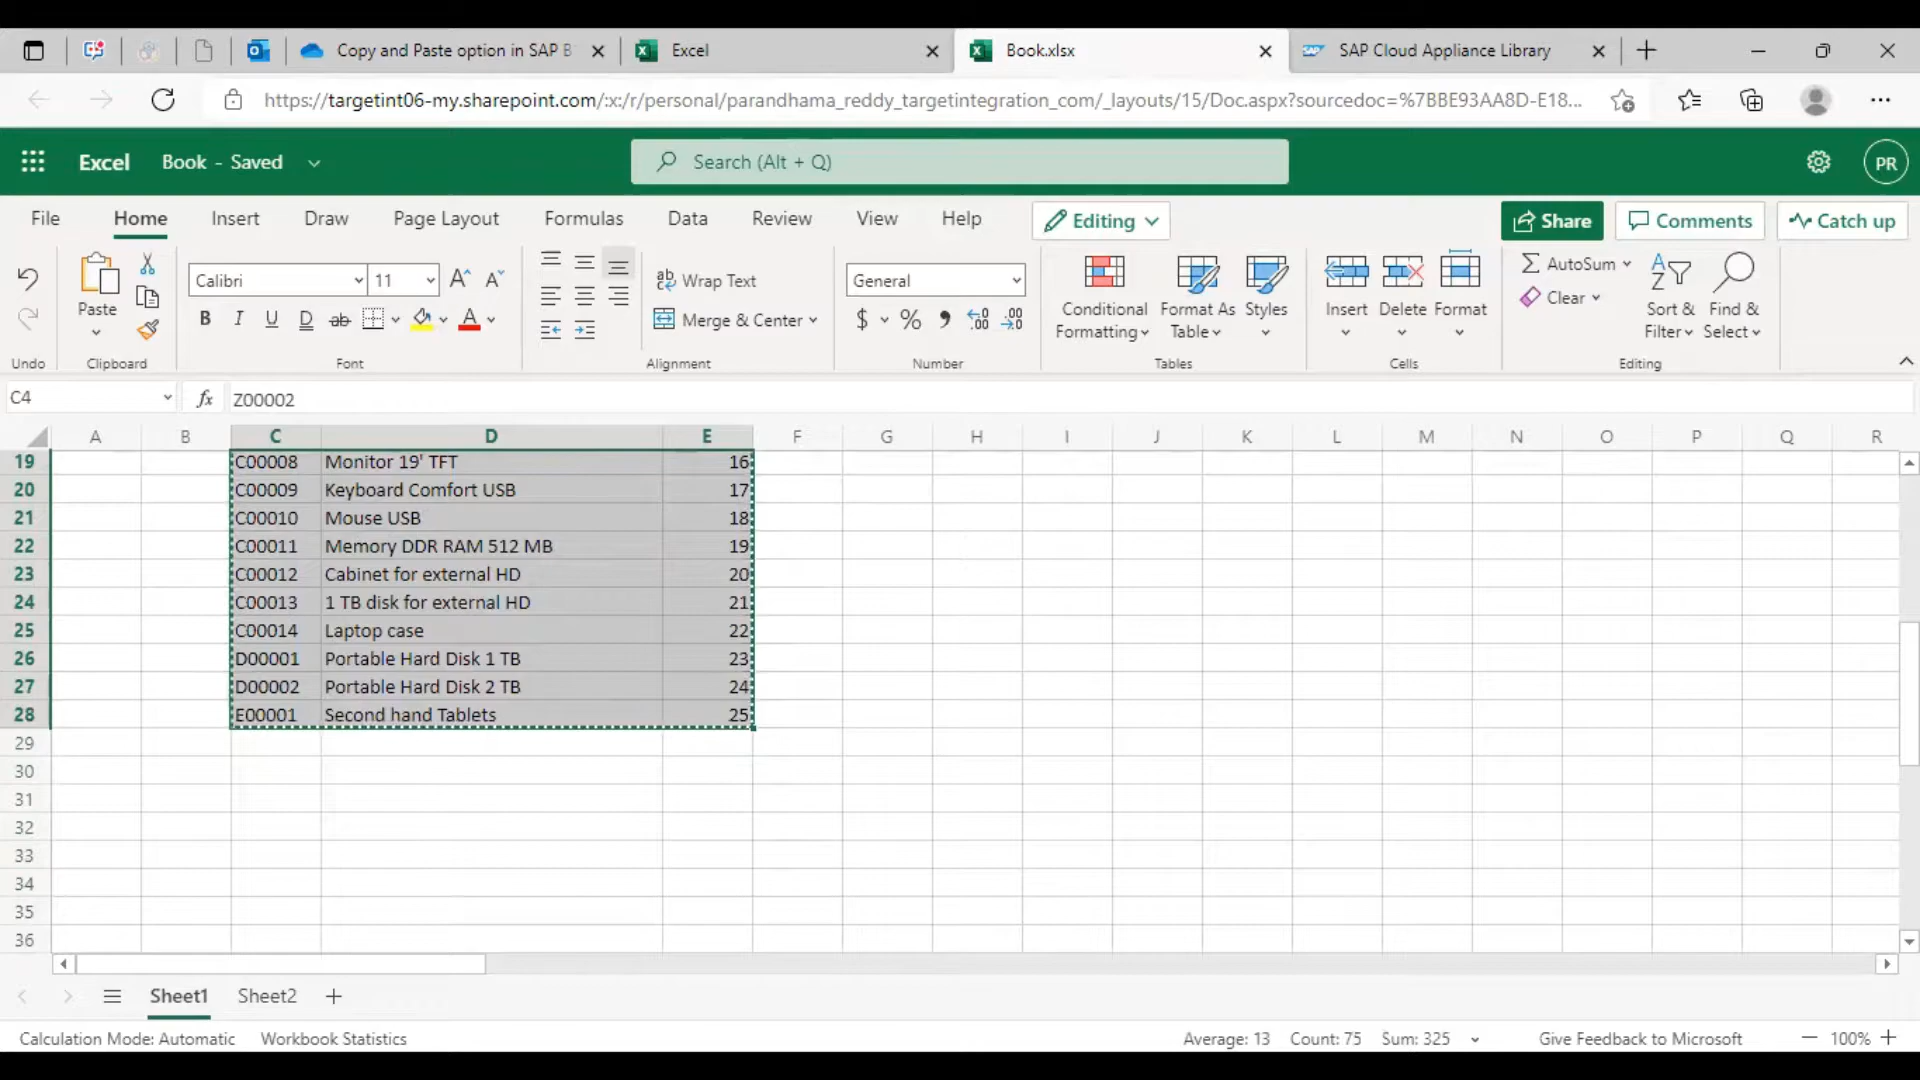 Copy and Paste option in SAP B
Excel
Book.xlsx
SAP Cloud Appliance Library
https://targetint06-my.sharepoint.com/:x:/r/personal/parandhama_reddy_targetintegration_com/_layouts/15/Doc.aspx?sourcedoc=%7BBE93AA8D-E18...
Excel
Book - Saved
Search (Alt + Q)
PR
File Home Insert Draw Page Layout Formulas Data Review View Help
Editing
Share
Comments
Catch up
Paste
Calibri
11
Wrap Text
Merge & Center
General
Conditional Formatting
Format As Table
Styles
Insert
Delete
Format
AutoSum
Clear
Sort & Filter
Find & Select
Undo
Clipboard
Font
Alignment
Number
Tables
Cells
Editing
C4
fx
Z00002
A B C D E F G H I J K L M N O P Q R
19 C00008 Monitor 19' TFT 16
20 C00009 Keyboard Comfort USB 17
21 C00010 Mouse USB 18
22 C00011 Memory DDR RAM 512 MB 19
23 C00012 Cabinet for external HD 20
24 C00013 1 TB disk for external HD 21
25 C00014 Laptop case 22
26 D00001 Portable Hard Disk 1 TB 23
27 D00002 Portable Hard Disk 2 TB 24
28 E00001 Second hand Tablets 25
29
30
31
32
33
34
35
36
Sheet1
Sheet2
Calculation Mode: Automatic
Workbook Statistics
Average: 13
Count: 75
Sum: 325
Give Feedback to Microsoft
100%